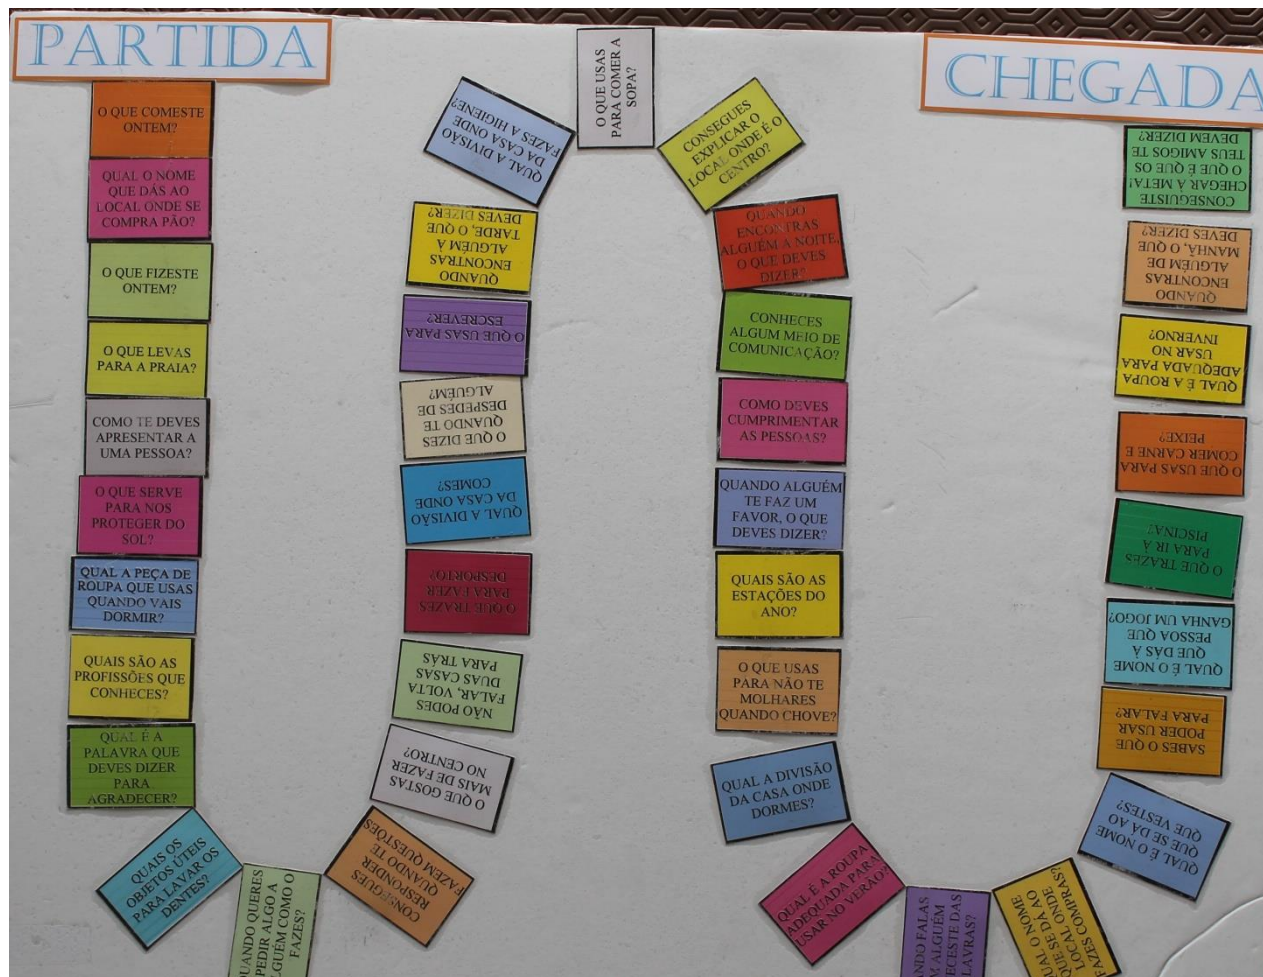 PARTIDA
O QUE COMESTE
ONTEM?
QUAL O NOME
QUE DÁS AO
LOCAL ONDE SE
COMPRA PÃO?
O QUE FIZESTE
ONTEM?
O QUE LEVAS
PARA A PRAIA?
COMO TE DEVES
APRESENTAR A
UMA PESSOA?
O QUE SERVE
PARA NOS
PROTEGER DO
SOL?
QUAL A PEÇA DE
ROUPA QUE USAS
QUANDO VAIS
DORMIR?
QUAIS SÃO AS
PROFISSÕES QUE
CONHECES?
QUAL É A
PALAVRA QUE
DEVES DIZER
PARA
AGRADECER?
QUAIS OS
OBJETOS ÚTEIS
PARA LAVAR OS
DENTES?
QUANDO QUERES
PEDIR ALGO A
ALGUÉM COMO O
FAZES?
CONSEGUES
RESPONDER
QUANDO TE
FAZEM QUESTÕES
O QUE GOSTAS
MAIS DE FAZER
NO CENTRO?
NÃO PODES
FALAR, VOLTA
DUAS CASAS
PARA TRÁS
O QUE TRAZES
PARA FAZER
DESPORTO?
QUAL A DIVISÃO
DA CASA ONDE
COMES?
O QUE DIZES
QUANDO TE
DESPEDES DE
ALGUÉM?
O QUE USAS PARA
ESCREVER?
QUANDO
ENCONTRAS
ALGUÉM À
TARDE, O QUE
DEVES DIZER?
QUAL A DIVISÃO
DA CASA ONDE
FAZES A HIGIENE?
O QUE USAS
PARA COMER A
SOPA?
CONSEGUES
EXPLICAR O
LOCAL ONDE É O
CENTRO?
QUANDO
ENCONTRAS
ALGUÉM A NOITE,
O QUE DEVES
DIZER?
CONHECES
ALGUM MEIO DE
COMUNICAÇÃO?
COMO DEVES
CUMPRIMENTAR
AS PESSOAS?
QUANDO ALGUÉM
TE FAZ UM
FAVOR, O QUE
DEVES DIZER?
QUAIS SÃO AS
ESTAÇÕES DO
ANO?
O QUE USAS
PARA NÃO TE
MOLHARES
QUANDO CHOVE?
QUAL A DIVISÃO
DA CASA ONDE
DORMES?
QUAL É A ROUPA
ADEQUADA PARA
USAR NO VERÃO?
FALAS
ALGUÉM
DAS
QUAL O NOME
QUE SE DÁ AO
LOCAL ONDE
FAZES COMPRAS?
QUAL É O NOME
QUE SE DÁ AO
QUE VESTES?
SABES O QUE
PODER USAR
PARA FALAR?
QUAL É O NOME
QUE DÁS À
PESSOA QUE
GANHA UM JOGO?
O QUE TRAZES
PARA IR À
PISCINA?
O QUE USAS PARA
COMER CARNE E
PEIXE?
QUAL É A ROUPA
ADEQUADA PARA
USAR NO
INVERNO?
QUANDO
ENCONTRAS
ALGUÉM DE
MANHÃ, O QUE
DEVES DIZER?
CONSEGUISTE
CHEGAR À META!
O QUE É QUE OS
TEUS AMIGOS TE
DEVEM DIZER?
CHEGADA